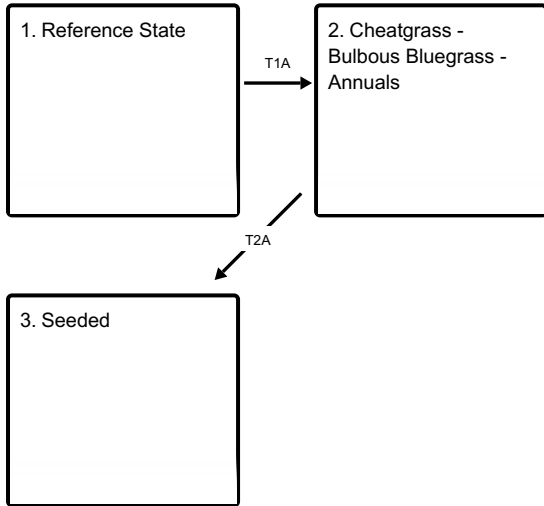 1. Reference State
T1A
2. Cheatgrass -
Bulbous Bluegrass -
Annuals
T2A
3. Seeded